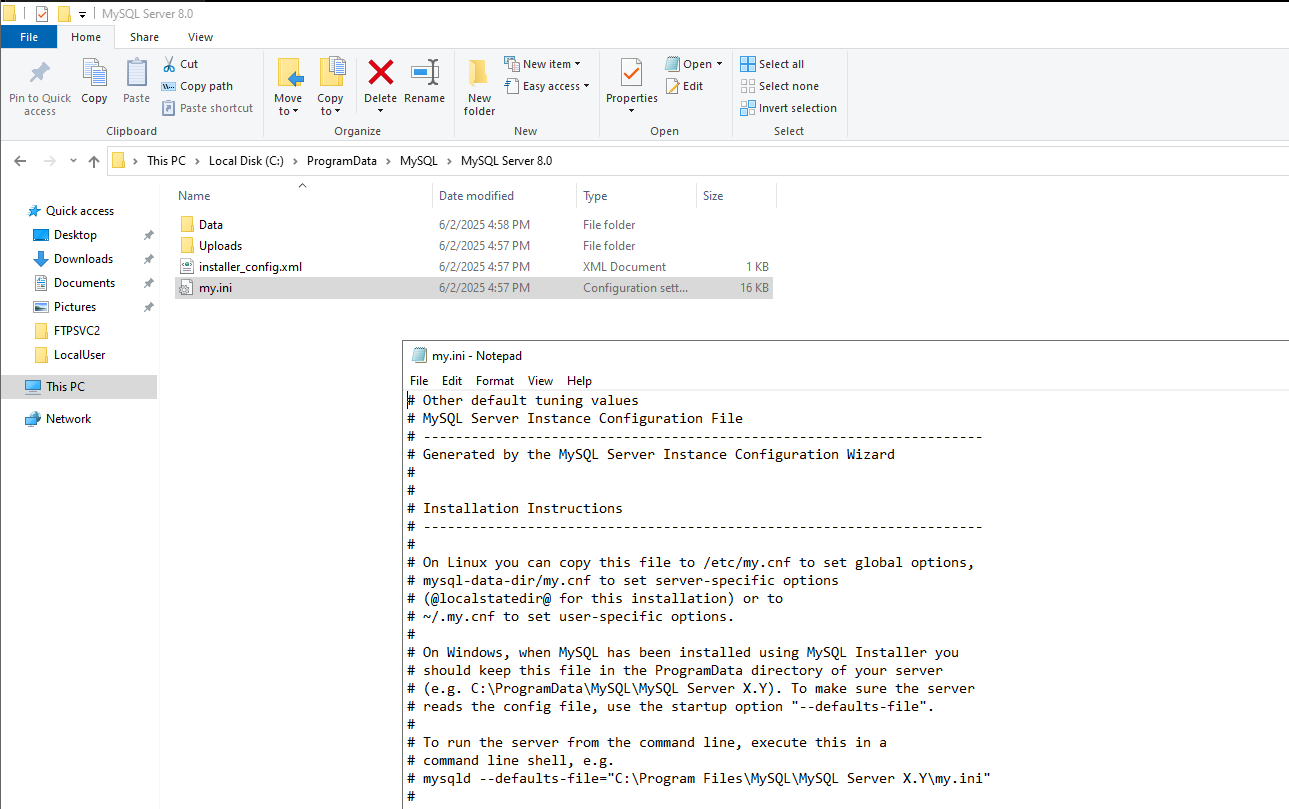 MySQL Server 8.0
File Home Share View
Pin to Quick access
Copy
Paste
Cut
Copy path
Paste shortcut
Clipboard
Move to
Copy to
Delete
Rename
Organize
New folder
New item
Easy access
New
Properties
Open
Edit
Open
Select all
Select none
Invert selection
Select
This PC > Local Disk (C:) > ProgramData > MySQL > MySQL Server 8.0
Quick access
Desktop
Downloads
Documents
Pictures
FTPSVC2
LocalUser
This PC
Network
Name Date modified Type Size
Data 6/2/2025 4:58 PM File folder
Uploads 6/2/2025 4:57 PM File folder
installer_config.xml 6/2/2025 4:57 PM XML Document 1 KB
my.ini 6/2/2025 4:57 PM Configuration sett... 16 KB
my.ini - Notepad
File Edit Format View Help
# Other default tuning values
# MySQL Server Instance Configuration File
# ----------------------------------------------------------------------
# Generated by the MySQL Server Instance Configuration Wizard
#
#
# Installation Instructions
# ----------------------------------------------------------------------
#
# On Linux you can copy this file to /etc/my.cnf to set global options,
# mysql-data-dir/my.cnf to set server-specific options
# (@localstatedir@ for this installation) or to
# ~/.my.cnf to set user-specific options.
#
# On Windows, when MySQL has been installed using MySQL Installer you
# should keep this file in the ProgramData directory of your server
# (e.g. C:\ProgramData\MySQL\MySQL Server X.Y). To make sure the server
# reads the config file, use the startup option "--defaults-file".
#
# To run the server from the command line, execute this in a
# command line shell, e.g.
# mysqld --defaults-file="C:\Program Files\MySQL\MySQL Server X.Y\my.ini"
#